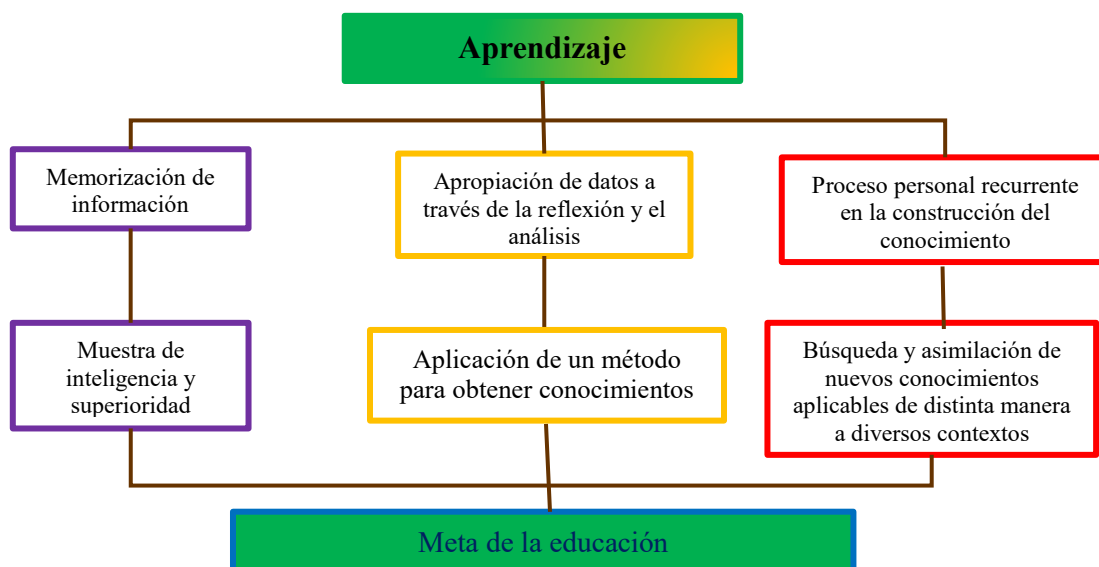 Aprendizaje
Memorización de
información
Apropiación de datos a
través de la reflexión y el
análisis
Proceso personal recurrente
en la construcción del
conocimiento
Muestra de
inteligencia y
superioridad
Aplicación de un método
para obtener conocimientos
Búsqueda y asimilación de
nuevos conocimientos
aplicables de distinta manera
a diversos contextos
Meta de la educación